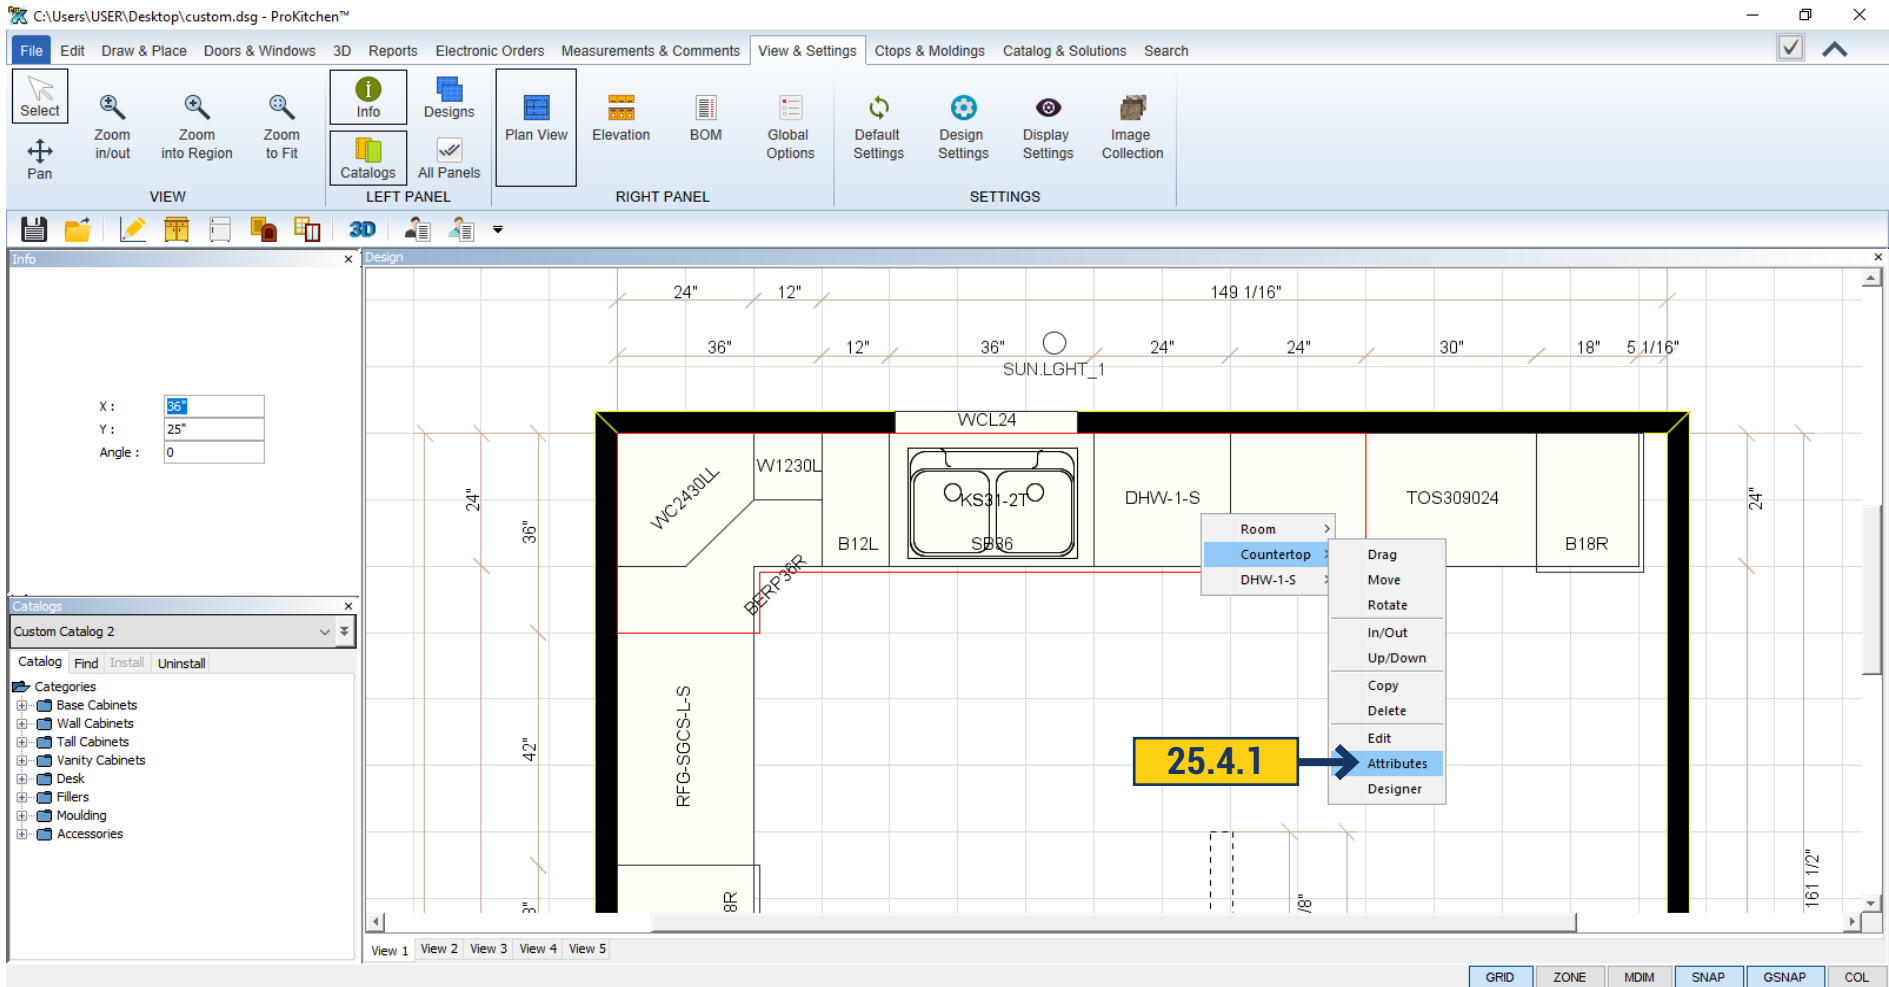 C:\Users\USER\Desktop\custom.dsg - ProKitchen™
File Edit Draw & Place Doors & Windows 3D Reports Electronic Orders Measurements & Comments View & Settings Ctops & Moldings Catalog & Solutions Search
Select
Pan
Zoom
in/out
Zoom
into Region
Zoom
to Fit
VIEW
Info
Designs
Catalogs
All Panels
LEFT PANEL
Plan View
Elevation
BOM
Global
Options
RIGHT PANEL
Default
Settings
Design
Settings
Display
Settings
Image
Collection
SETTINGS
3D
Info
X :
36"
Y :
25"
Angle :
0
Catalogs
Custom Catalog 2
Catalog Find Install Uninstall
Categories
Base Cabinets
Wall Cabinets
Tall Cabinets
Vanity Cabinets
Desk
Fillers
Moulding
Accessories
Design
24" 12" 149 1/16"
36" 12" 36" 24" 24" 30" 18" 5 1/16"
SUN.LGHT_1
WCL24
WC2430LL
W1230L
KS31-2T
DHW-1-S
TOS309024
B12L
SB36
B18R
BERP36R
24"
36"
24"
RFG-SGCS-L-S
42"
8R
3"
/8"
161 1/2"
Room
Countertop
DHW-1-S
Drag
Move
Rotate
In/Out
Up/Down
Copy
Delete
Edit
Attributes
Designer
25.4.1
View 1 View 2 View 3 View 4 View 5
GRID ZONE MDIM SNAP GSNAP COL